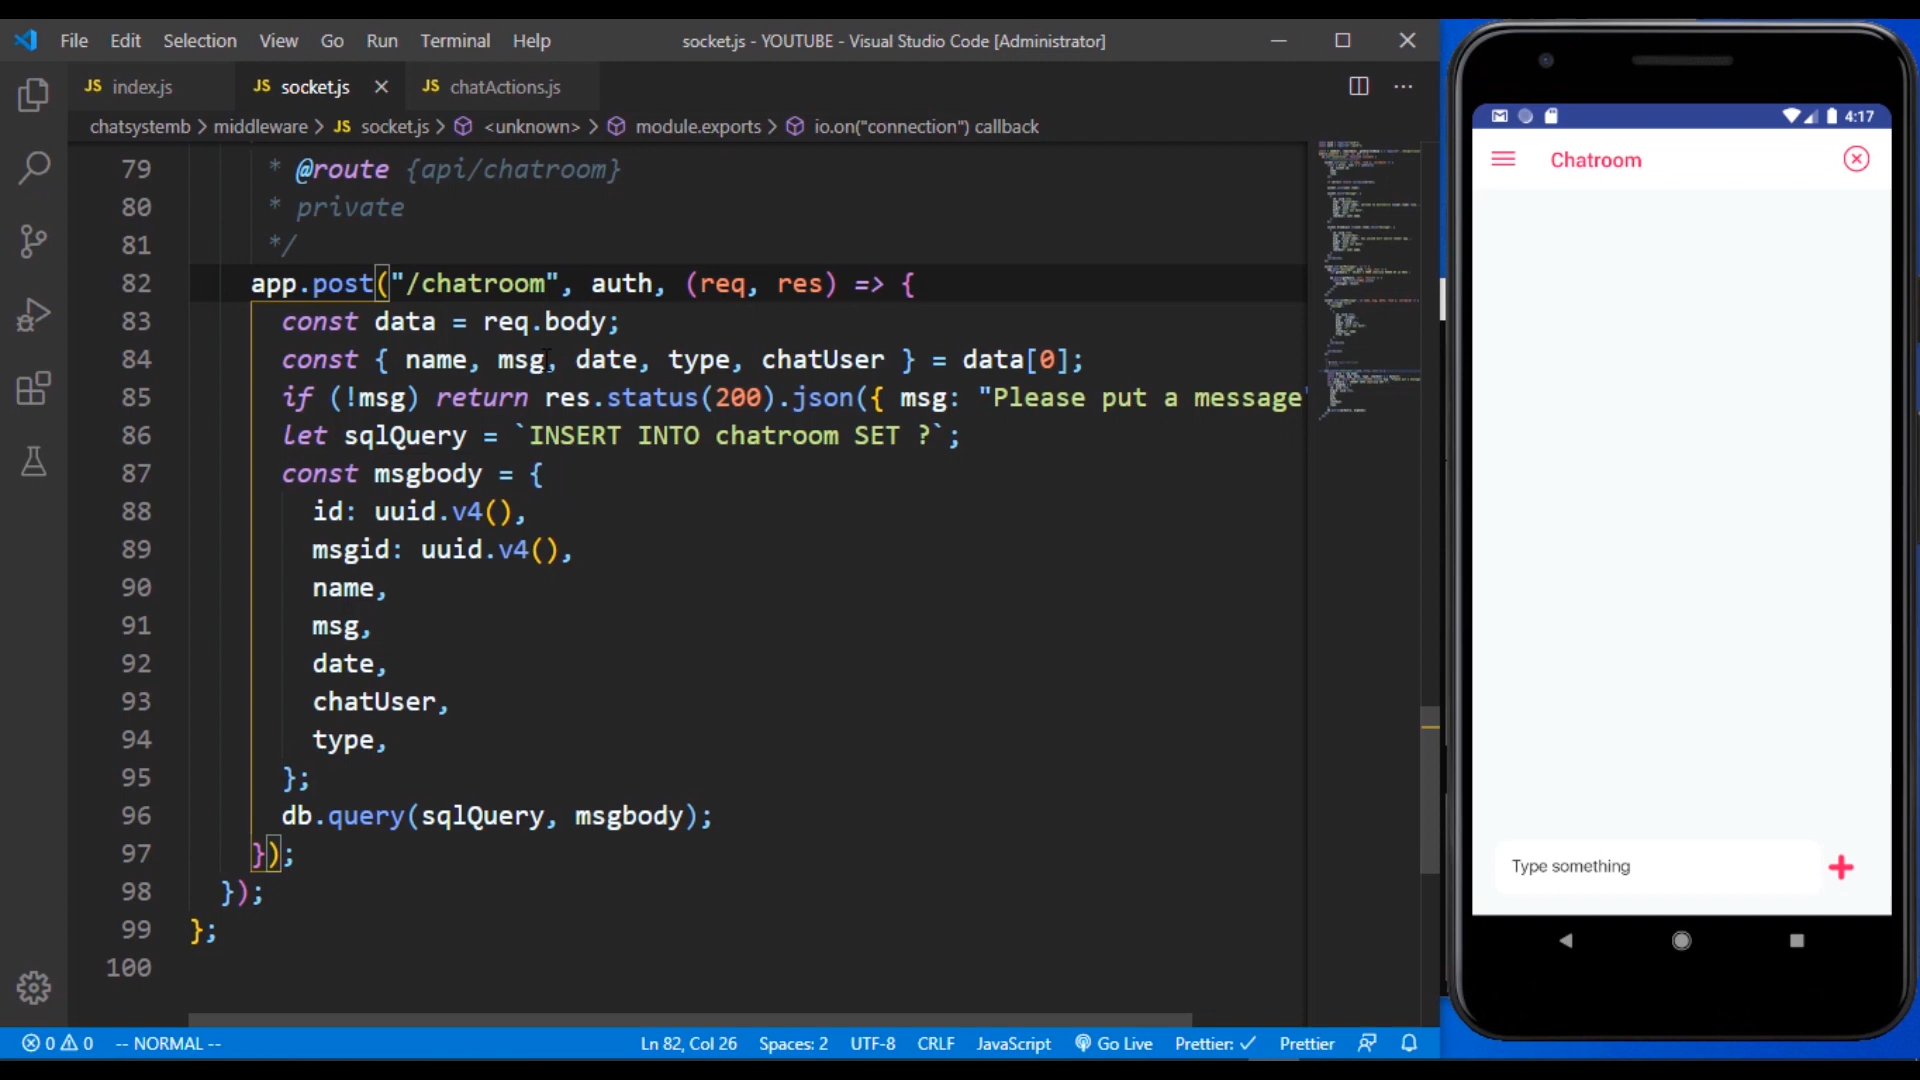 File Edit Selection View Go Run Terminal Help socket.js - YOUTUBE - Visual Studio Code [Administrator]
JS index.js JS socket.js JS chatActions.js
chatsystemb > middleware > JS socket.js > <unknown> > module.exports > io.on("connection") callback
79 * @route {api/chatroom}
80 * private
81 */
82 app.post("/chatroom", auth, (req, res) => {
83 const data = req.body;
84 const { name, msg, date, type, chatUser } = data[0];
85 if (!msg) return res.status(200).json({ msg: "Please put a message"
86 let sqlQuery = `INSERT INTO chatroom SET ?`;
87 const msgbody = {
88 id: uuid.v4(),
89 msgid: uuid.v4(),
90 name,
91 msg,
92 date,
93 chatUser,
94 type,
95 };
96 db.query(sqlQuery, msgbody);
97 });
98 });
99 };
100
0 0 -- NORMAL -- Ln 82, Col 26 Spaces: 2 UTF-8 CRLF JavaScript Go Live Prettier: ✓ Prettier
4:17
Chatroom
Type something